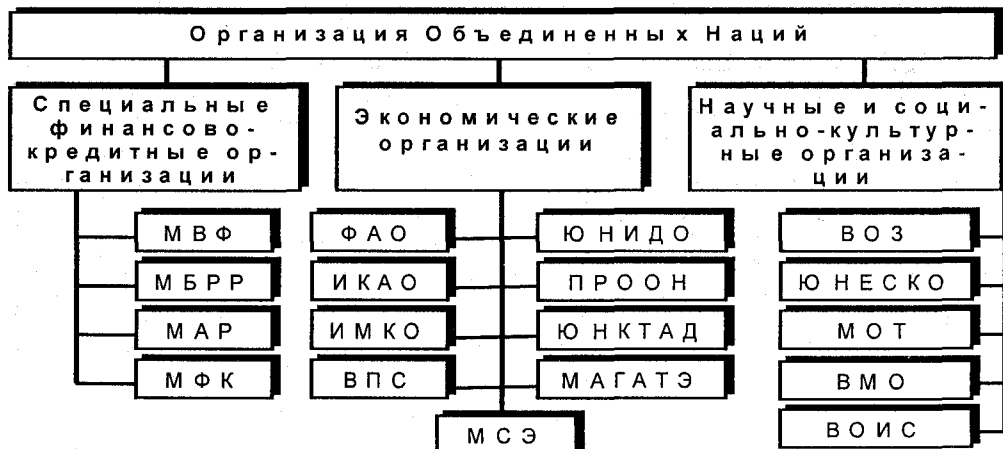 Организация Объединенных Наций
Специальные
финансово-
кредитные ор-
ганизации
Экономические
организации
Научные и соци-
ально-культур-
ные организа-
ции
МВФ
МБРР
МАР
МФК
ФАО
ИКАО
ИМКО
ВПС
ЮНИДО
ПРООН
ЮНКТАД
МАГАТЭ
МСЭ
ВОЗ
ЮНЕСКО
МОТ
ВМО
ВОИС